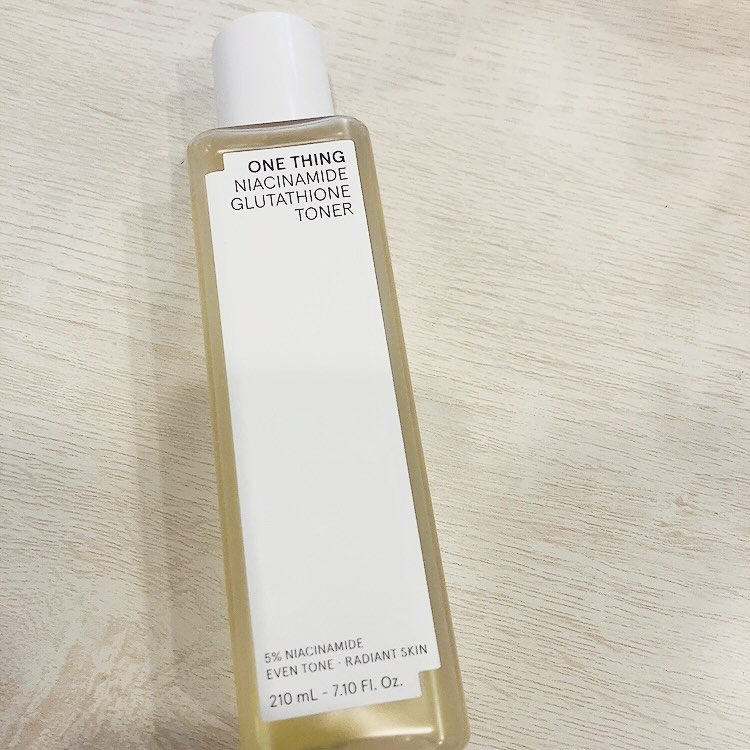 ONE THING
NIACINAMIDE
GLUTATHIONE
TONER
5% NIACINAMIDE
EVEN TONE · RADIANT SKIN
210 mL - 7.10 Fl. Oz.